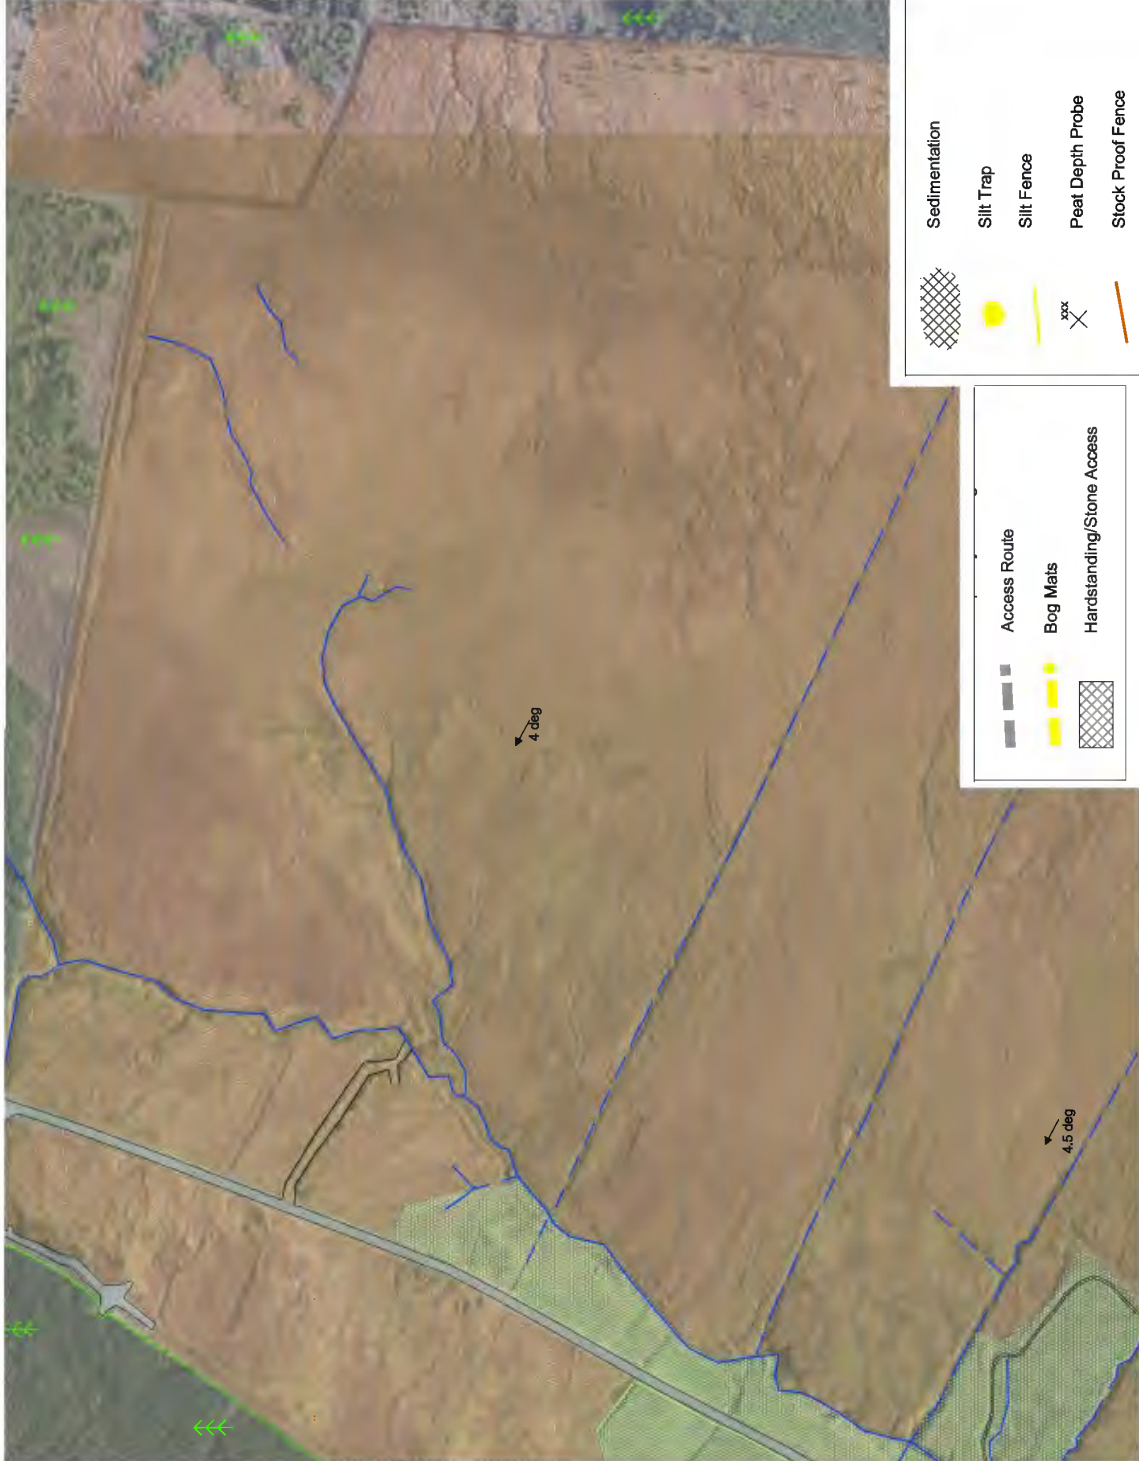 Sedimentation
Silt Trap
Silt Fence
xxx
Peat Depth Probe
Stock Proof Fence
Access Route
Bog Mats
Hardstanding/Stone Access
4 deg
4.5 deg